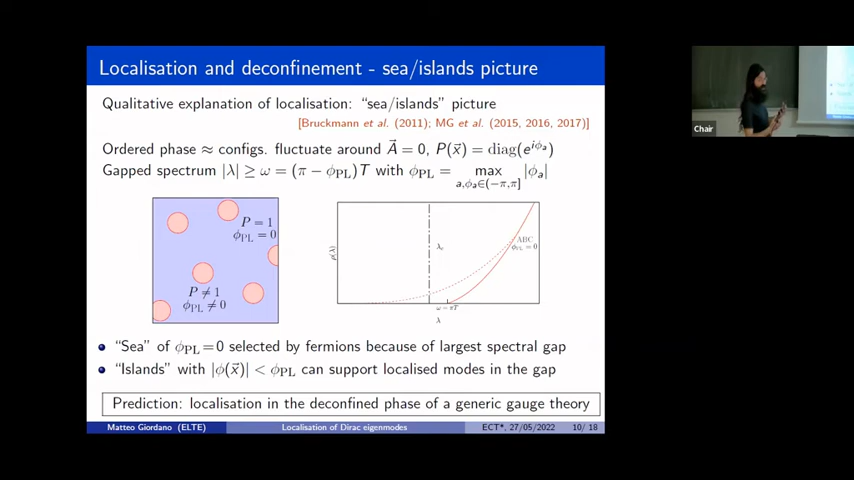 Localisation and deconfinement - sea/islands picture
Qualitative explanation of localisation: "sea/islands" picture
[Bruckmann et al. (2011); MG et al. (2015, 2016, 2017)]
Ordered phase ≈ configs. fluctuate around A⃗ = 0, P(x⃗) = diag(e^{iϕ_a})
Gapped spectrum |λ| ≥ ω = (π − ϕ_PL)T with ϕ_PL = max_{a,ϕ_a∈(−π,π]} |ϕ_a|
P = 1
ϕ_PL = 0
P ≠ 1
ϕ_PL ≠ 0
ρ(λ)
λ_c
ABC
ϕ_PL = 0
ω = πT
λ
"Sea" of ϕ_PL = 0 selected by fermions because of largest spectral gap
"Islands" with |ϕ(x⃗)| < ϕ_PL can support localised modes in the gap
Prediction: localisation in the deconfined phase of a generic gauge theory
Matteo Giordano (ELTE)
Localisation of Dirac eigenmodes
ECT*, 27/05/2022
10/ 18
Chair